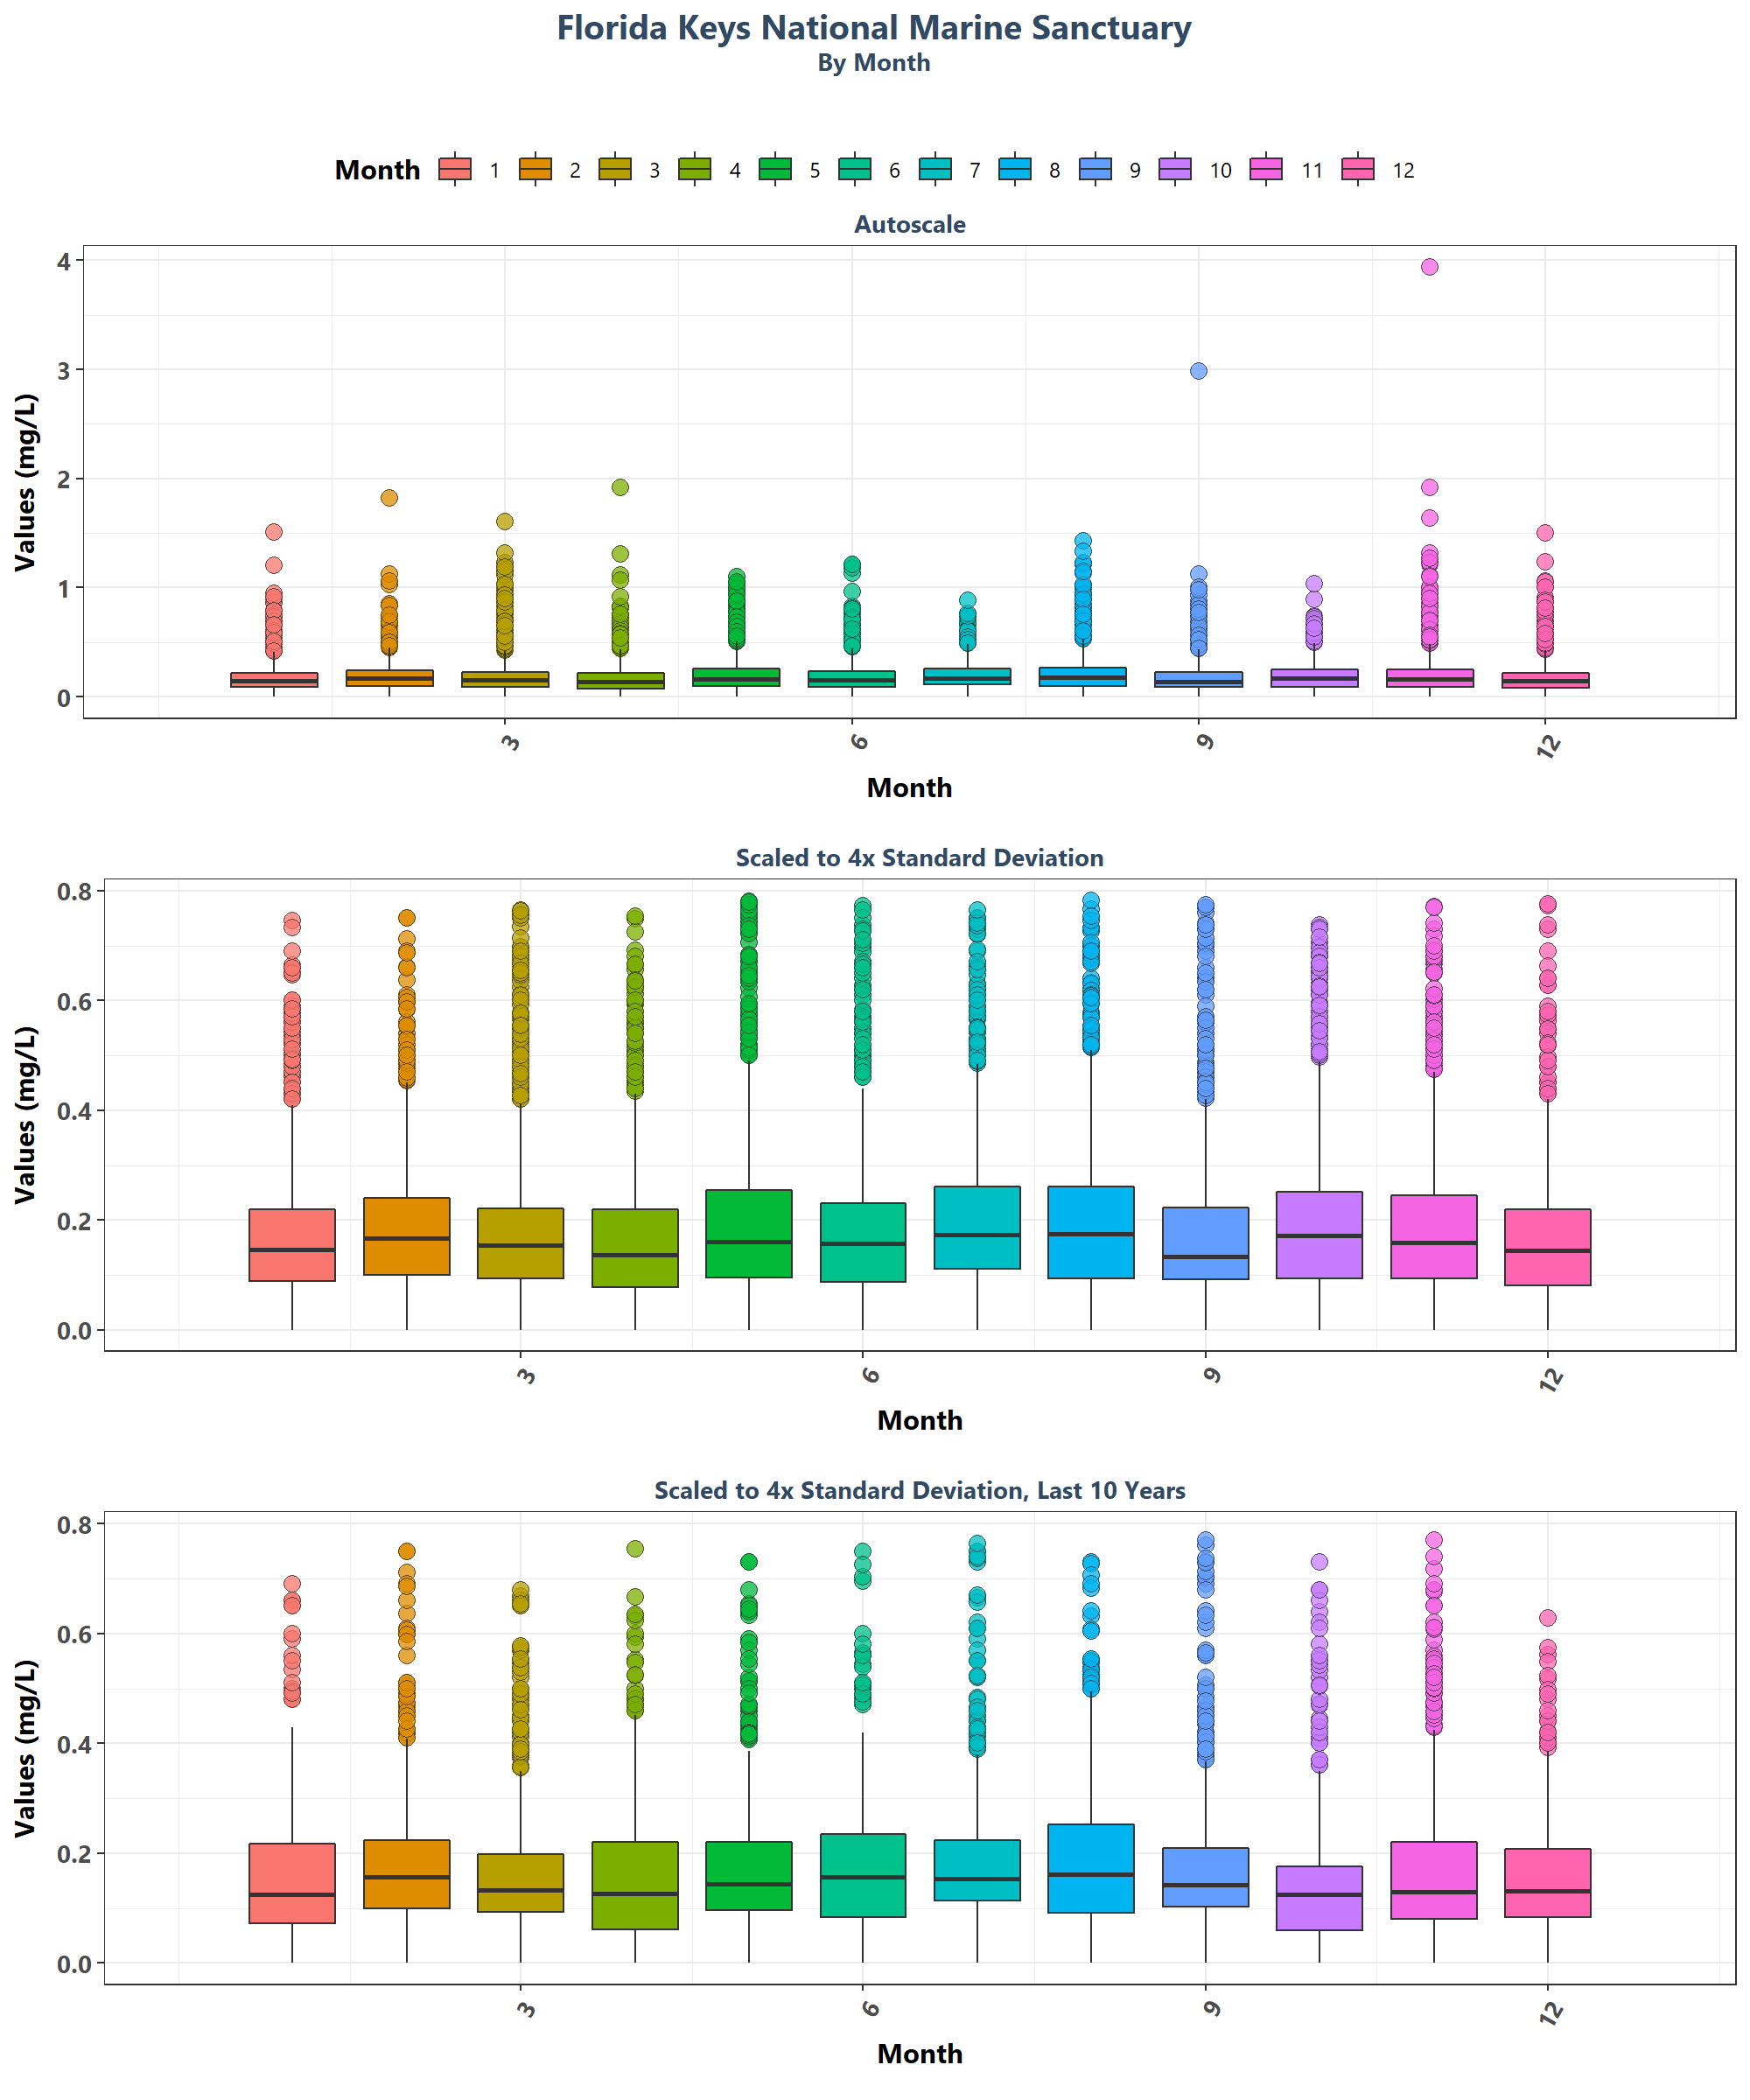 Florida Keys National Marine Sanctuary
By Month
Month 1 2 3 4 5 6 7 8 9 10 11 12
Autoscale
Values (mg/L)
4
3
2
1
0
3 6 9 12
Month
Scaled to 4x Standard Deviation
Values (mg/L)
0.8
0.6
0.4
0.2
0.0
3 6 9 12
Month
Scaled to 4x Standard Deviation, Last 10 Years
Values (mg/L)
0.8
0.6
0.4
0.2
0.0
3 6 9 12
Month